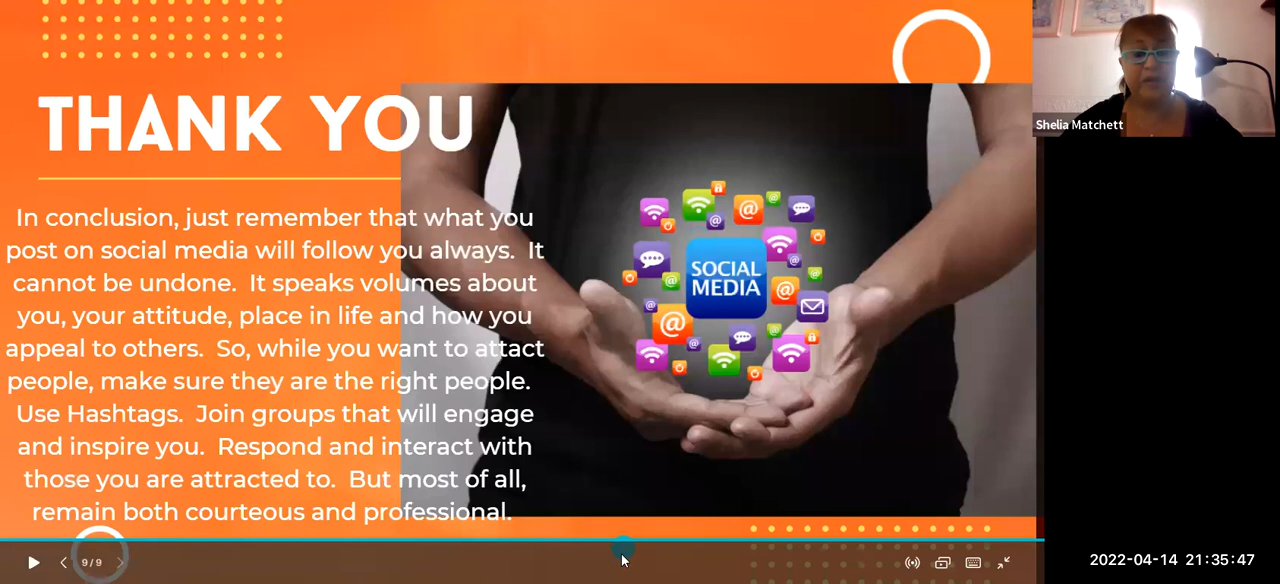 THANK YOU
In conclusion, just remember that what you
post on social media will follow you always.  It
cannot be undone.  It speaks volumes about
you, your attitude, place in life and how you
appeal to others.  So, while you want to attact
people, make sure they are the right people.
Use Hashtags.  Join groups that will engage
and inspire you.  Respond and interact with
those you are attracted to.  But most of all,
remain both courteous and professional.
SOCIAL
MEDIA
Shelia Matchett
9/9
2022-04-14 21:35:47